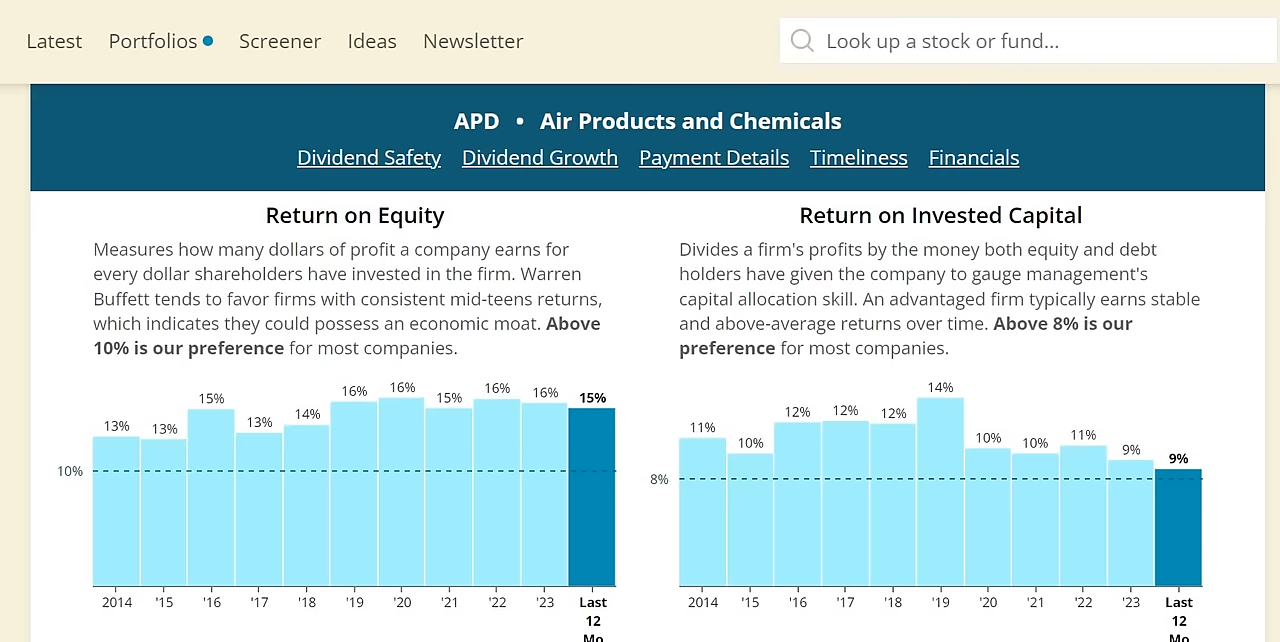 Latest Portfolios Screener Ideas Newsletter
Look up a stock or fund...
APD • Air Products and Chemicals
Dividend Safety Dividend Growth Payment Details Timeliness Financials
Return on Equity
Measures how many dollars of profit a company earns for
every dollar shareholders have invested in the firm. Warren
Buffett tends to favor firms with consistent mid-teens returns,
which indicates they could possess an economic moat. Above
10% is our preference for most companies.
13% 13% 15% 13% 14% 16% 16% 15% 16% 16% 15%
10%
2014 '15 '16 '17 '18 '19 '20 '21 '22 '23 Last
12
Mo
Return on Invested Capital
Divides a firm's profits by the money both equity and debt
holders have given the company to gauge management's
capital allocation skill. An advantaged firm typically earns stable
and above-average returns over time. Above 8% is our
preference for most companies.
11% 10% 12% 12% 12% 14% 10% 10% 11% 9% 9%
8%
2014 '15 '16 '17 '18 '19 '20 '21 '22 '23 Last
12
Mo